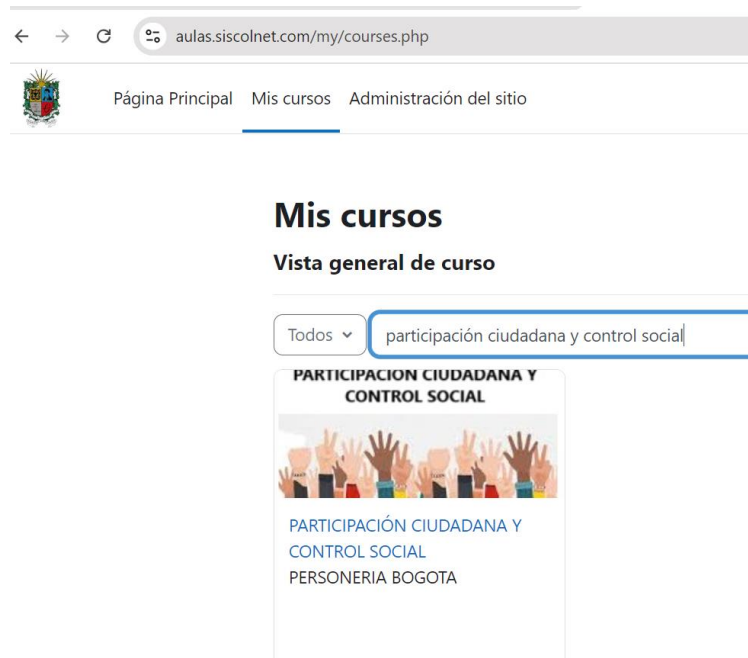 aulas.siscolnet.com/my/courses.php
Página Principal Mis cursos Administración del sitio
Mis cursos
Vista general de curso
Todos participación ciudadana y control social
PARTICIPACIÓN CIUDADANA Y
CONTROL SOCIAL
PARTICIPACIÓN CIUDADANA Y
CONTROL SOCIAL
PERSONERIA BOGOTA